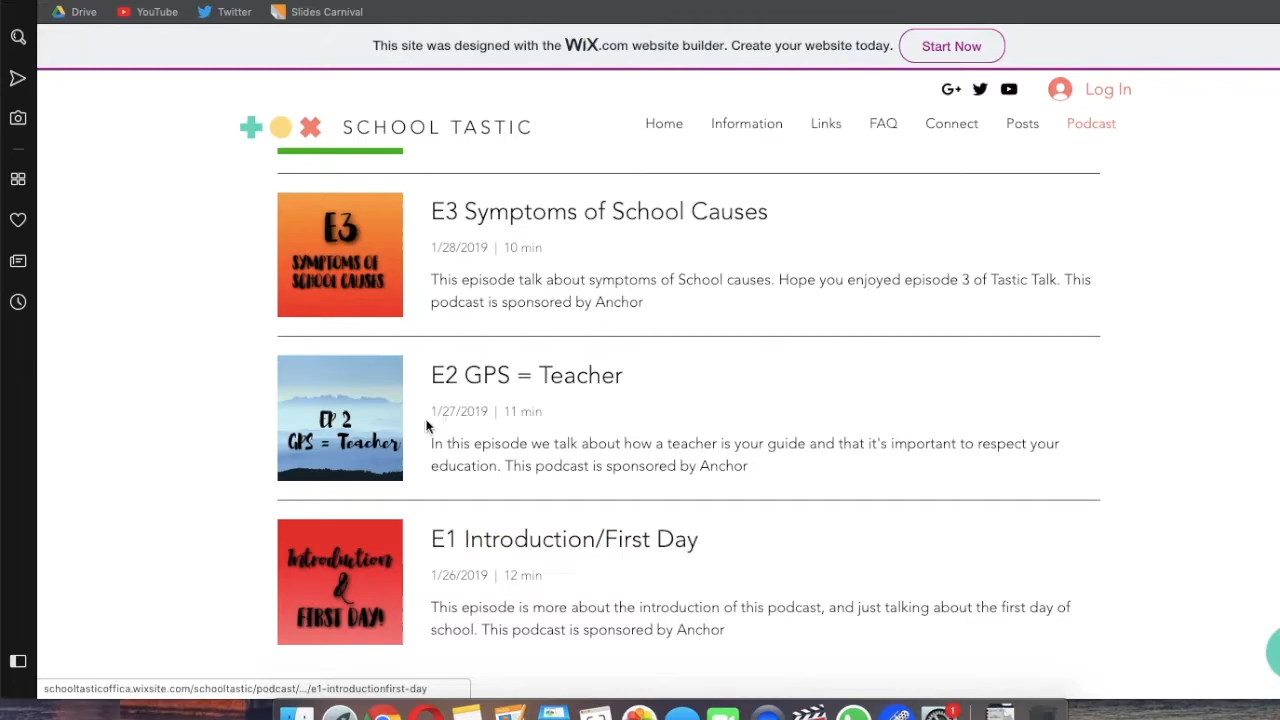 Drive YouTube Twitter Slides Carnival
This site was designed with the WiX.com website builder. Create your website today. Start Now
G+ Log In
SCHOOL TASTIC Home Information Links FAQ Connect Posts Podcast
E3
SYMPTOMS OF
SCHOOL CAUSES
E3 Symptoms of School Causes
1/28/2019 | 10 min
This episode talk about symptoms of School causes. Hope you enjoyed episode 3 of Tastic Talk. This
podcast is sponsored by Anchor
EP 2
GPS = Teacher
E2 GPS = Teacher
1/27/2019 | 11 min
In this episode we talk about how a teacher is your guide and that it's important to respect your
education. This podcast is sponsored by Anchor
Introduction
&
FIRST DAY!
E1 Introduction/First Day
1/26/2019 | 12 min
This episode is more about the introduction of this podcast, and just talking about the first day of
school. This podcast is sponsored by Anchor
schooltasticoffica.wixsite.com/schooltastic/podcast/.../e1-introductionfirst-day
1